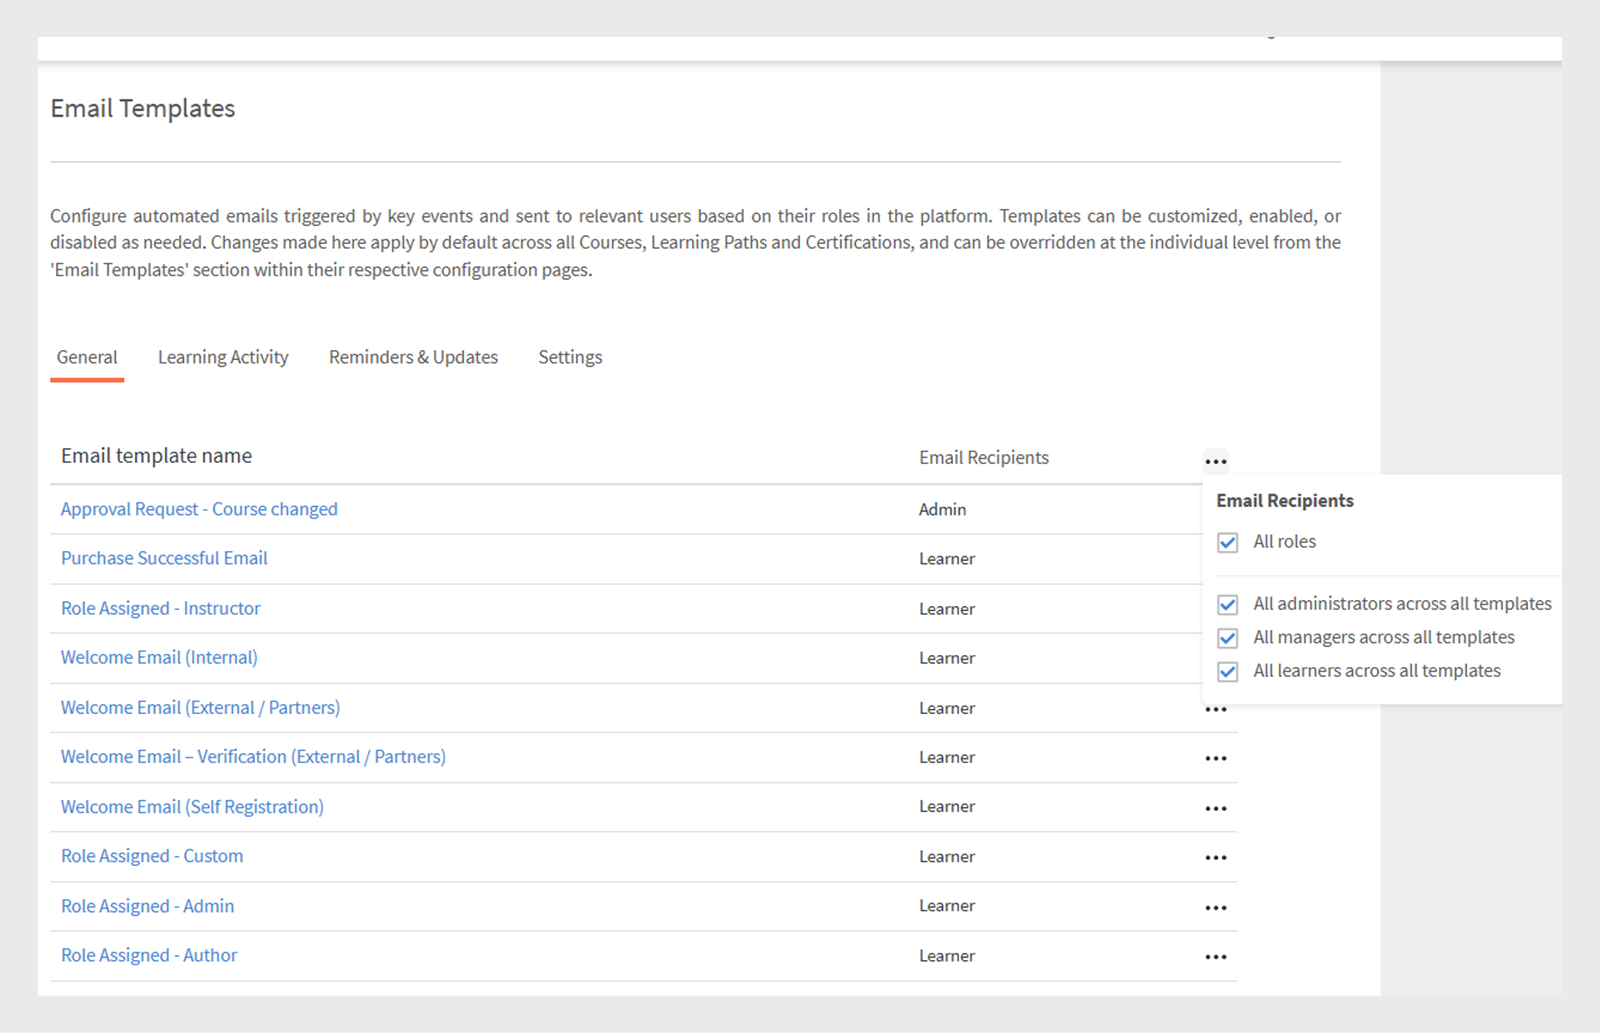 Email Templates
Configure automated emails triggered by key events and sent to relevant users based on their roles in the platform. Templates can be customized, enabled, or
disabled as needed. Changes made here apply by default across all Courses, Learning Paths and Certifications, and can be overridden at the individual level from the
'Email Templates' section within their respective configuration pages.
General Learning Activity Reminders & Updates Settings
Email template name Email Recipients
Approval Request - Course changed Admin
Purchase Successful Email Learner
Role Assigned - Instructor Learner
Welcome Email (Internal) Learner
Welcome Email (External / Partners) Learner
Welcome Email – Verification (External / Partners) Learner
Welcome Email (Self Registration) Learner
Role Assigned - Custom Learner
Role Assigned - Admin Learner
Role Assigned - Author Learner
Email Recipients
All roles
All administrators across all templates
All managers across all templates
All learners across all templates